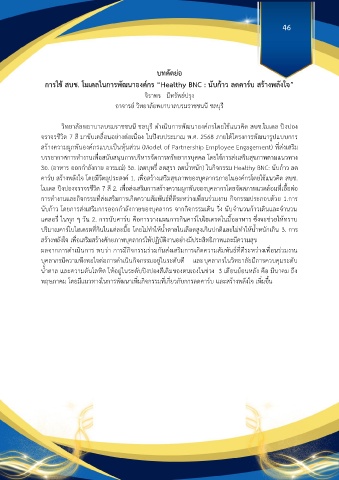 46
บทคัดย่อ
การใช้ สบช. โมเดลในการพัฒนาองค์กร “Healthy BNC : นับก้าว ลดคาร์บ สร้างพลังใจ”
จิราพร มีทรัพย์ปรุง
อาจารย์ วิทยาลัยพยาบาลบรมราชชนนี ชลบุรี
วิทยาลัยพยาบาลบรมราชชนนี ชลบุรี ดำเนินการพัฒนาองค์กรโดยใช้แนวคิด สบช.โมเดล ปิงปอง
จราจรชีวิต 7 สี มาขับเคลื่อนอย่างต่อเนื่อง ในปีงบประมาณ พ.ศ. 2568 ภายใต้โครงการพัฒนารูปแบบการ
สร้างความผูกพันองค์กรแบบเป็นหุ้นส่วน (Model of Partnership Employee Engagement) ที่ส่งเสริม
บรรยากาศการทำงานเพื่อสนับสนุนการบริหารจัดการทรัพยากรบุคคล โดยใช้การส่งเสริมสุขภาพตามแนวทาง
3อ. (อาหาร ออกกำลังกาย อารมณ์) 3ล. (ลดบุหรี่ ลดสุรา ลดน้ำหนัก) ในกิจกรรม Healthy BNC: นับก้าว ลด
คาร์บ สร้างพลังใจ โดยมีวัตถุประสงค์ 1. เพื่อสร้างเสริมสุขภาพของบุคลากรภายในองค์กรโดยใช้แนวคิด สบช.
โมเดล ปิงปองจราจรชีวิต 7 สี 2. เพื่อส่งเสริมการสร้างความผูกพันของบุคลากรโดยจัดสภาพแวดล้อมที่เอื้อต่อ
การทำงานและกิจกรรมที่ส่งเสริมการเกิดความสัมพันธ์ที่ดีระหว่างเพื่อนร่วมงาน กิจกรรมประกอบด้วย 1.การ
นับก้าว โดยการส่งเสริมการออกกำลังกายของบุคลากร จากกิจกรรมเดิน วิ่ง นับจำนวนก้าวเดินและจำนวน
แคลอรี่ ในทุก ๆ วัน 2. การนับคาร์บ คือการวางแผนการกินคาร์โบไฮเดรตในมื้ออาหาร ซึ่งจะช่วยให้ทราบ
ปริมาณคาร์โบไฮเดรตที่กินในแต่ละมื้อ โดยไม่ทำให้น้ำตาลในเลือดสูงเกินปกติและไม่ทำให้น้ำหนักเกิน 3. การ
สร้างพลังใจ เพื่อเสริมสร้างศักยภาพบุคลากรให้ปฏิบัติงานอย่างมีประสิทธิภาพและมีความสุข
ผลจากการดำเนินการ พบว่า การมีกิจกรรมร่วมกันส่งเสริมการเกิดความสัมพันธ์ที่ดีระหว่างเพื่อนร่วมงาน
บุคลากรมีความพึงพอใจต่อการดำเนินกิจกรรมอยู่ในระดับดี และบุคลากรในวิทยาลัยมีการควบคุมระดับ
น้ำตาล และความดันโลหิต ให้อยู่ในระดับปิงปองสีเดิมของตนเองในช่วง 3 เดือนย้อนหลัง คือ มีนาคม ถึง
พฤษภาคม โดยมีแนวทางในการพัฒนาเพิ่มกิจกรรมที่เกี่ยวกับการลดคาร์บ และสร้างพลังใจ เพิ่มขึ้น